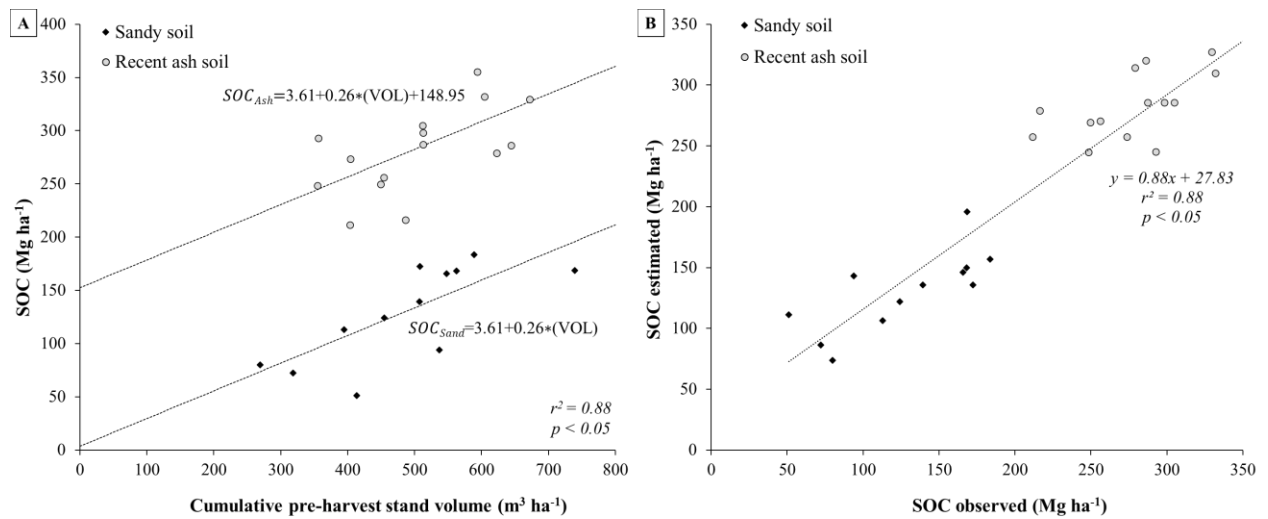 A
Sandy soil
Recent ash soil
SOC_Ash=3.61+0.26*(VOL)+148.95
SOC_Sand=3.61+0.26*(VOL)
r² = 0.88
p < 0.05
SOC (Mg ha⁻¹)
400
350
300
250
200
150
100
50
0
0 100 200 300 400 500 600 700 800
Cumulative pre-harvest stand volume (m³ ha⁻¹)
B
Sandy soil
Recent ash soil
y = 0.88x + 27.83
r² = 0.88
p < 0.05
SOC estimated (Mg ha⁻¹)
350
300
250
200
150
100
50
0
0 50 100 150 200 250 300 350
SOC observed (Mg ha⁻¹)